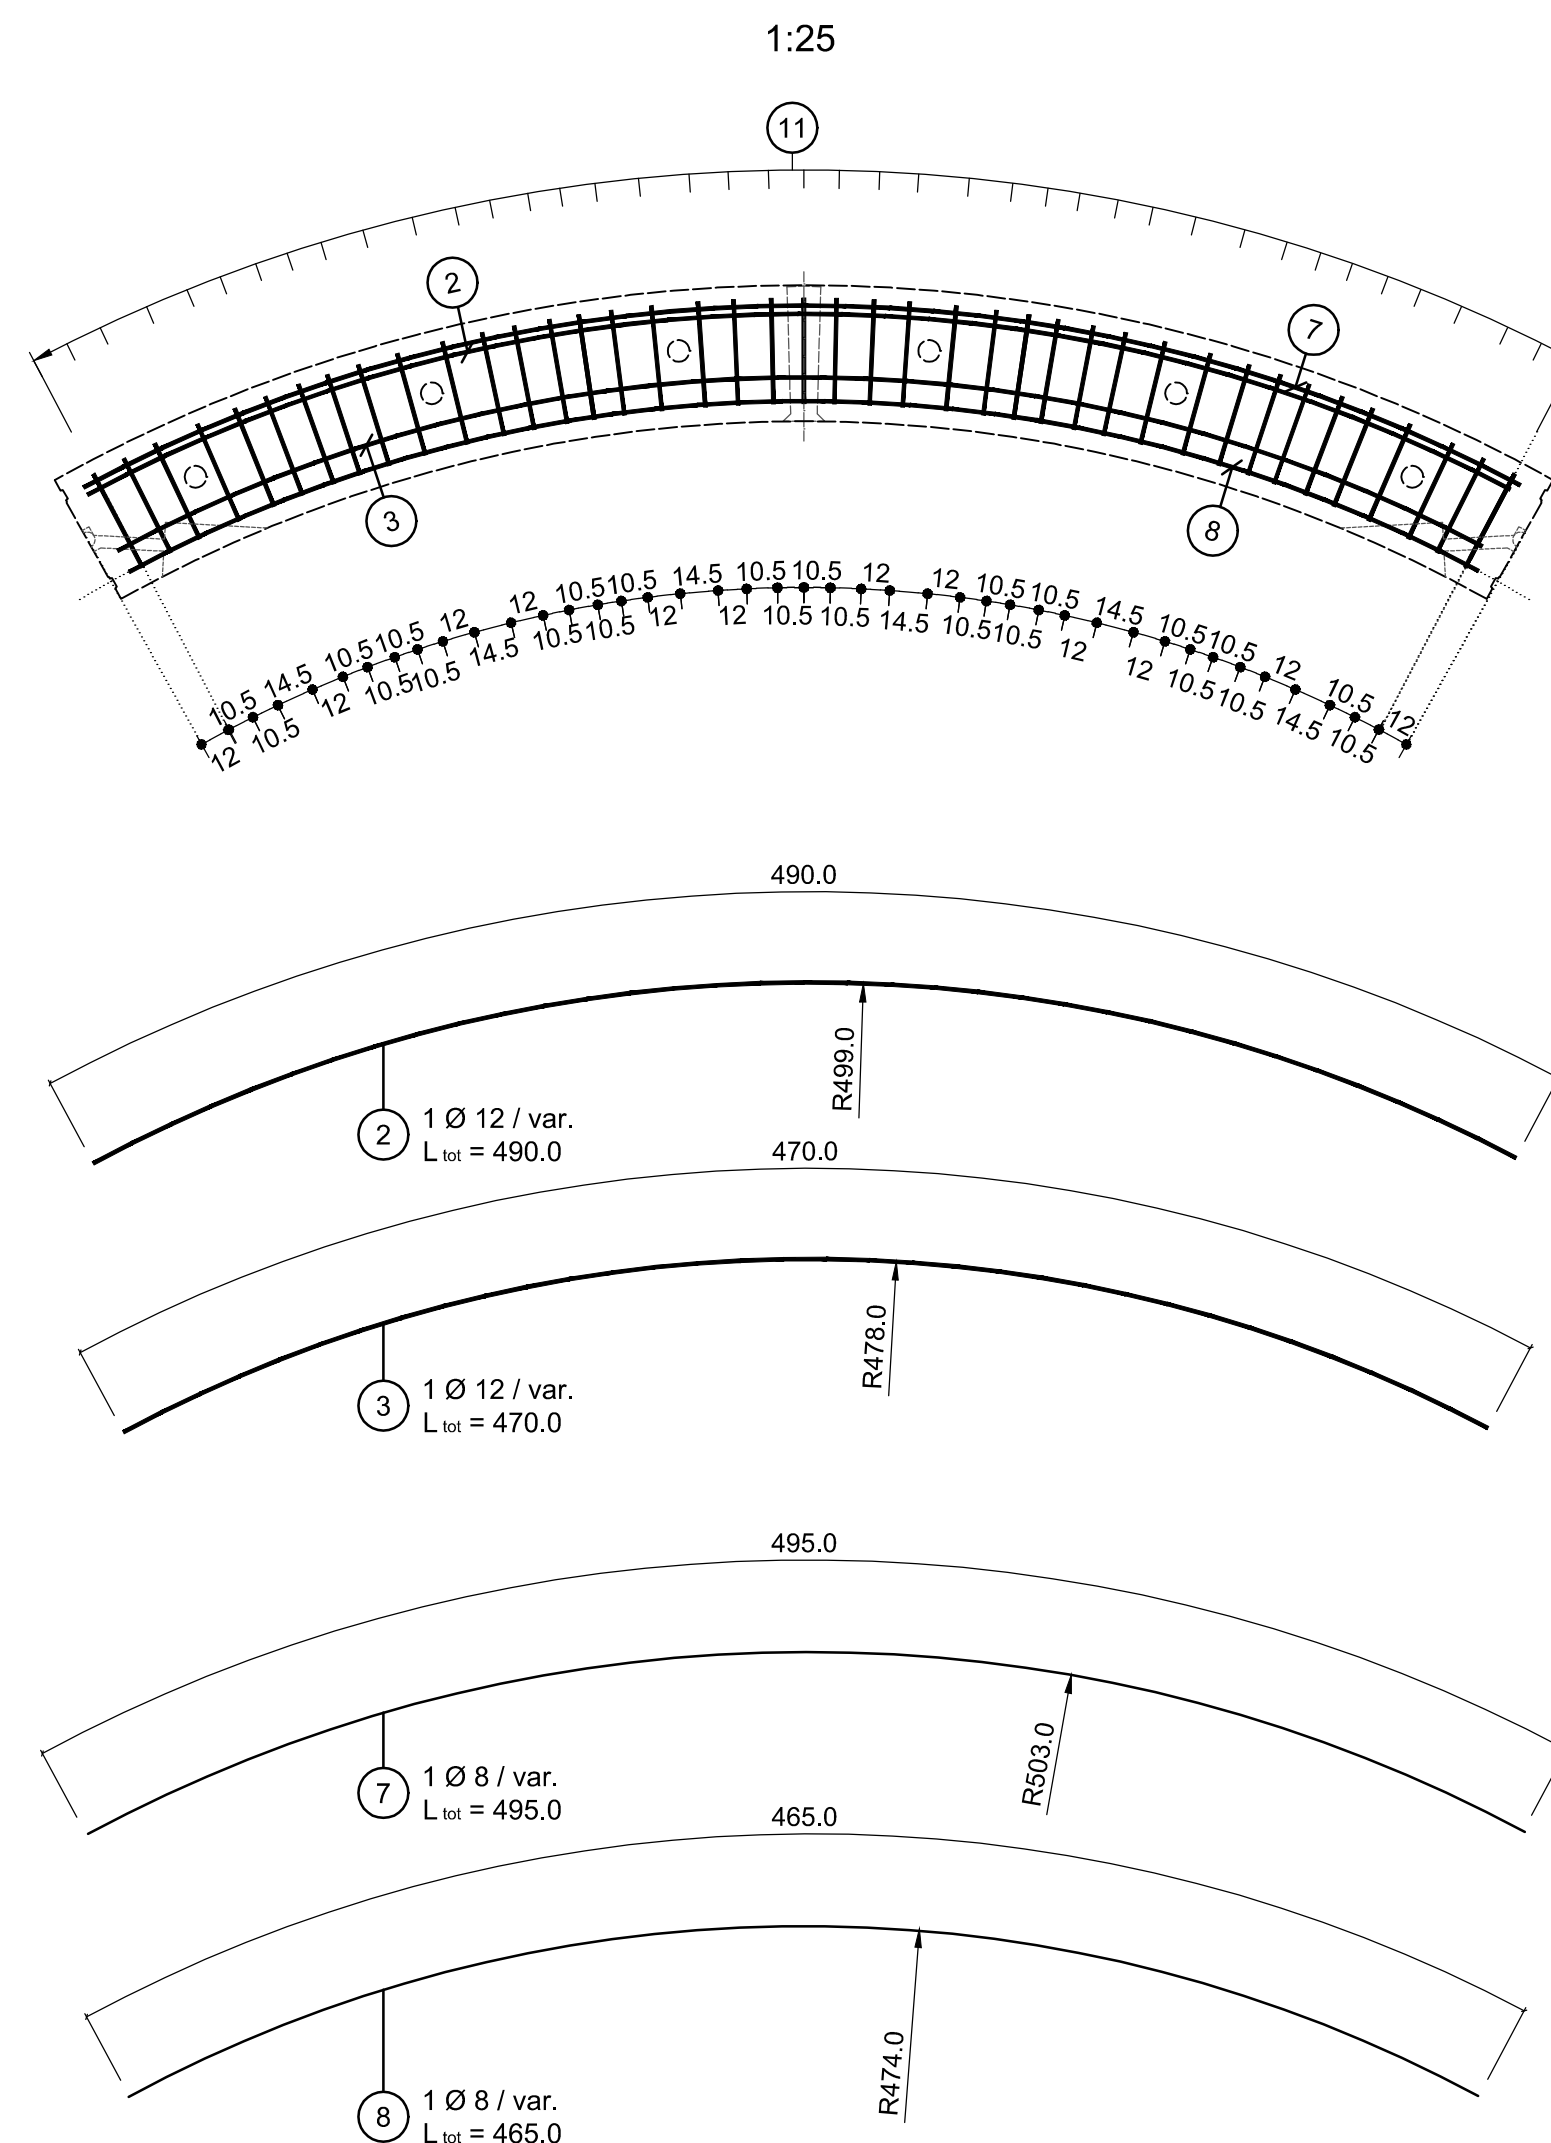 1:25
11
2
7
3
8
10.5 14.5 10.5 10.5 12 12 10.5 10.5 14.5 10.5 10.5 12 12 10.5 10.5 14.5 10.5 10.5 12 10.5 12
12 10.5 12 10.5 10.5 14.5 10.5 10.5 12 12 10.5 10.5 14.5 10.5 10.5 12 12 10.5 10.5 14.5 10.5
490.0
R499.0
2 1 Ø 12 / var.
L tot = 490.0
470.0
R478.0
3 1 Ø 12 / var.
L tot = 470.0
495.0
R503.0
7 1 Ø 8 / var.
L tot = 495.0
465.0
R474.0
8 1 Ø 8 / var.
L tot = 465.0